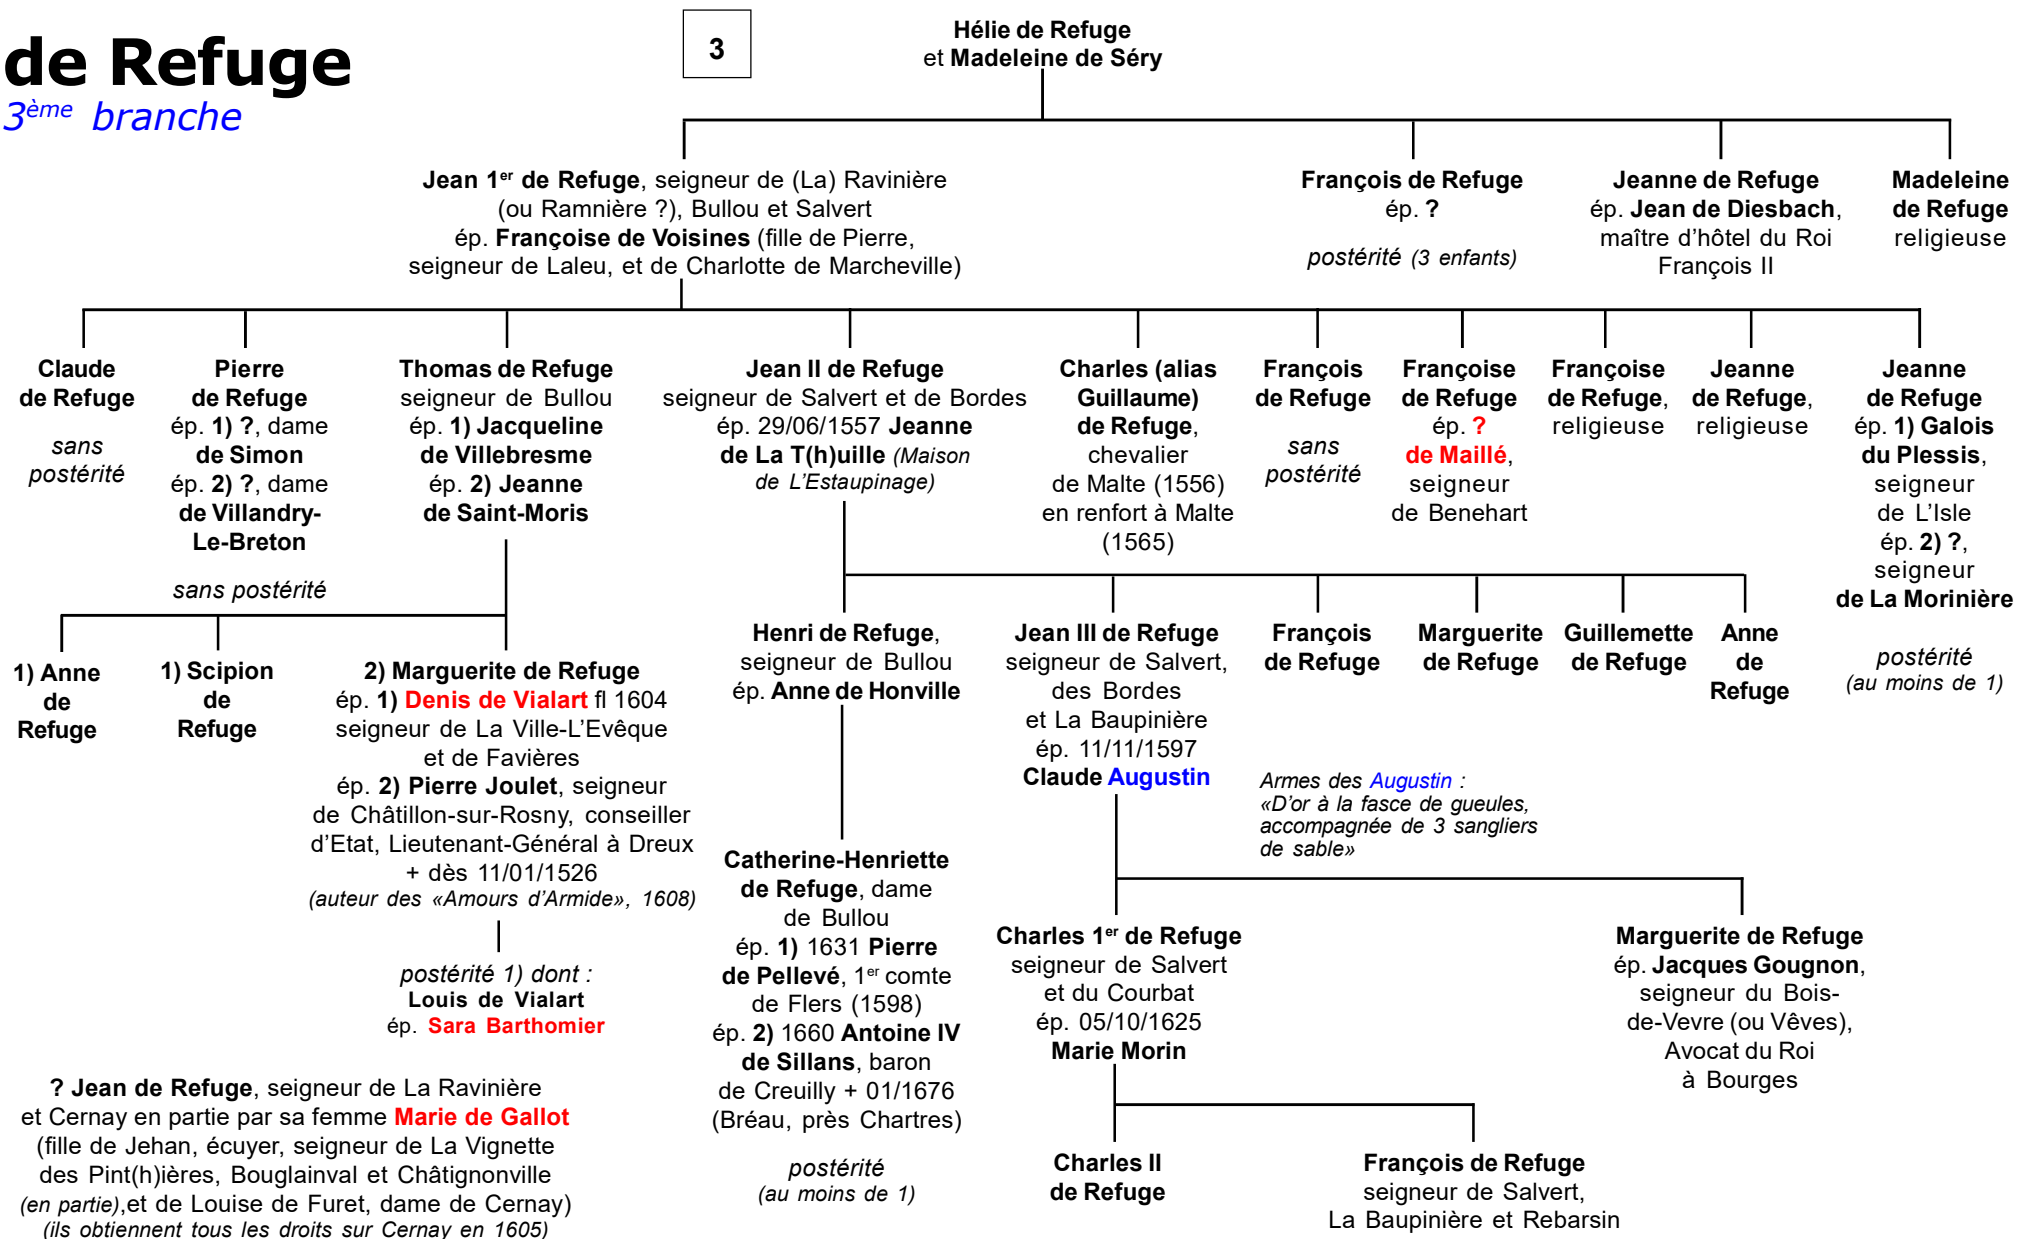 de Refuge
3ème branche
3
Hélie de Refuge
et Madeleine de Séry
Jean 1er de Refuge, seigneur de (La) Ravinière
(ou Ramnière ?), Bullou et Salvert
ép. Françoise de Voisines (fille de Pierre,
seigneur de Laleu, et de Charlotte de Marcheville)
François de Refuge
ép. ?
postérité (3 enfants)
Jeanne de Refuge
ép. Jean de Diesbach,
maître d'hôtel du Roi
François II
Madeleine
de Refuge
religieuse
Claude
de Refuge
sans
postérité
Pierre
de Refuge
ép. 1) ?, dame
de Simon
ép. 2) ?, dame
de Villandry-
Le-Breton
sans postérité
Thomas de Refuge
seigneur de Bullou
ép. 1) Jacqueline
de Villebresme
ép. 2) Jeanne
de Saint-Moris
Jean II de Refuge
seigneur de Salvert et de Bordes
ép. 29/06/1557 Jeanne
de La T(h)uille (Maison
de L'Estaupinage)
Charles (alias
Guillaume)
de Refuge,
chevalier
de Malte (1556)
en renfort à Malte
(1565)
François
de Refuge
sans
postérité
Françoise
de Refuge
ép. ?
de Maillé,
seigneur
de Benehart
Françoise
de Refuge,
religieuse
Jeanne
de Refuge,
religieuse
Jeanne
de Refuge
ép. 1) Galois
du Plessis,
seigneur
de L'Isle
ép. 2) ?,
seigneur
de La Morinière
postérité
(au moins de 1)
1) Anne
de
Refuge
1) Scipion
de
Refuge
2) Marguerite de Refuge
ép. 1) Denis de Vialart fl 1604
seigneur de La Ville-L'Evêque
et de Favières
ép. 2) Pierre Joulet, seigneur
de Châtillon-sur-Rosny, conseiller
d'Etat, Lieutenant-Général à Dreux
+ dès 11/01/1526
(auteur des «Amours d'Armide», 1608)
postérité 1) dont :
Louis de Vialart
ép. Sara Barthomier
Henri de Refuge,
seigneur de Bullou
ép. Anne de Honville
Jean III de Refuge
seigneur de Salvert,
des Bordes
et La Baupinière
ép. 11/11/1597
Claude Augustin
François
de Refuge
Marguerite
de Refuge
Guillemette
de Refuge
Anne
de
Refuge
Armes des Augustin :
«D'or à la fasce de gueules,
accompagnée de 3 sangliers
de sable»
Catherine-Henriette
de Refuge, dame
de Bullou
ép. 1) 1631 Pierre
de Pellevé, 1er comte
de Flers (1598)
ép. 2) 1660 Antoine IV
de Sillans, baron
de Creuilly + 01/1676
(Bréau, près Chartres)
postérité
(au moins de 1)
Charles 1er de Refuge
seigneur de Salvert
et du Courbat
ép. 05/10/1625
Marie Morin
Marguerite de Refuge
ép. Jacques Gougnon,
seigneur du Bois-
de-Vevre (ou Vêves),
Avocat du Roi
à Bourges
Charles II
de Refuge
François de Refuge
seigneur de Salvert,
La Baupinière et Rebarsin
? Jean de Refuge, seigneur de La Ravinière
et Cernay en partie par sa femme Marie de Gallot
(fille de Jehan, écuyer, seigneur de La Vignette
des Pint(h)ières, Bouglainval et Châtignonville
(en partie),et de Louise de Furet, dame de Cernay)
(ils obtiennent tous les droits sur Cernay en 1605)